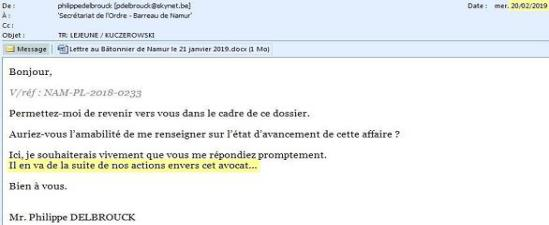 De : philippedelbrouck [pdelbrouck@skynet.be] Date : mer. 20/02/2019
À : 'Secrétariat de l'Ordre - Barreau de Namur'
Cc :
Objet : TR: LEJEUNE / KUCZEROWSKI
Message Lettre au Bâtonnier de Namur le 21 janvier 2019.docx (1 Mo)
Bonjour,
V/réf : NAM-PL-2018-0233
Permettez-moi de revenir vers vous dans le cadre de ce dossier.
Auriez-vous l'amabilité de me renseigner sur l'état d'avancement de cette affaire ?
Ici, je souhaiterais vivement que vous me répondiez promptement.
Il en va de la suite de nos actions envers cet avocat...
Bien à vous.
Mr. Philippe DELBROUCK